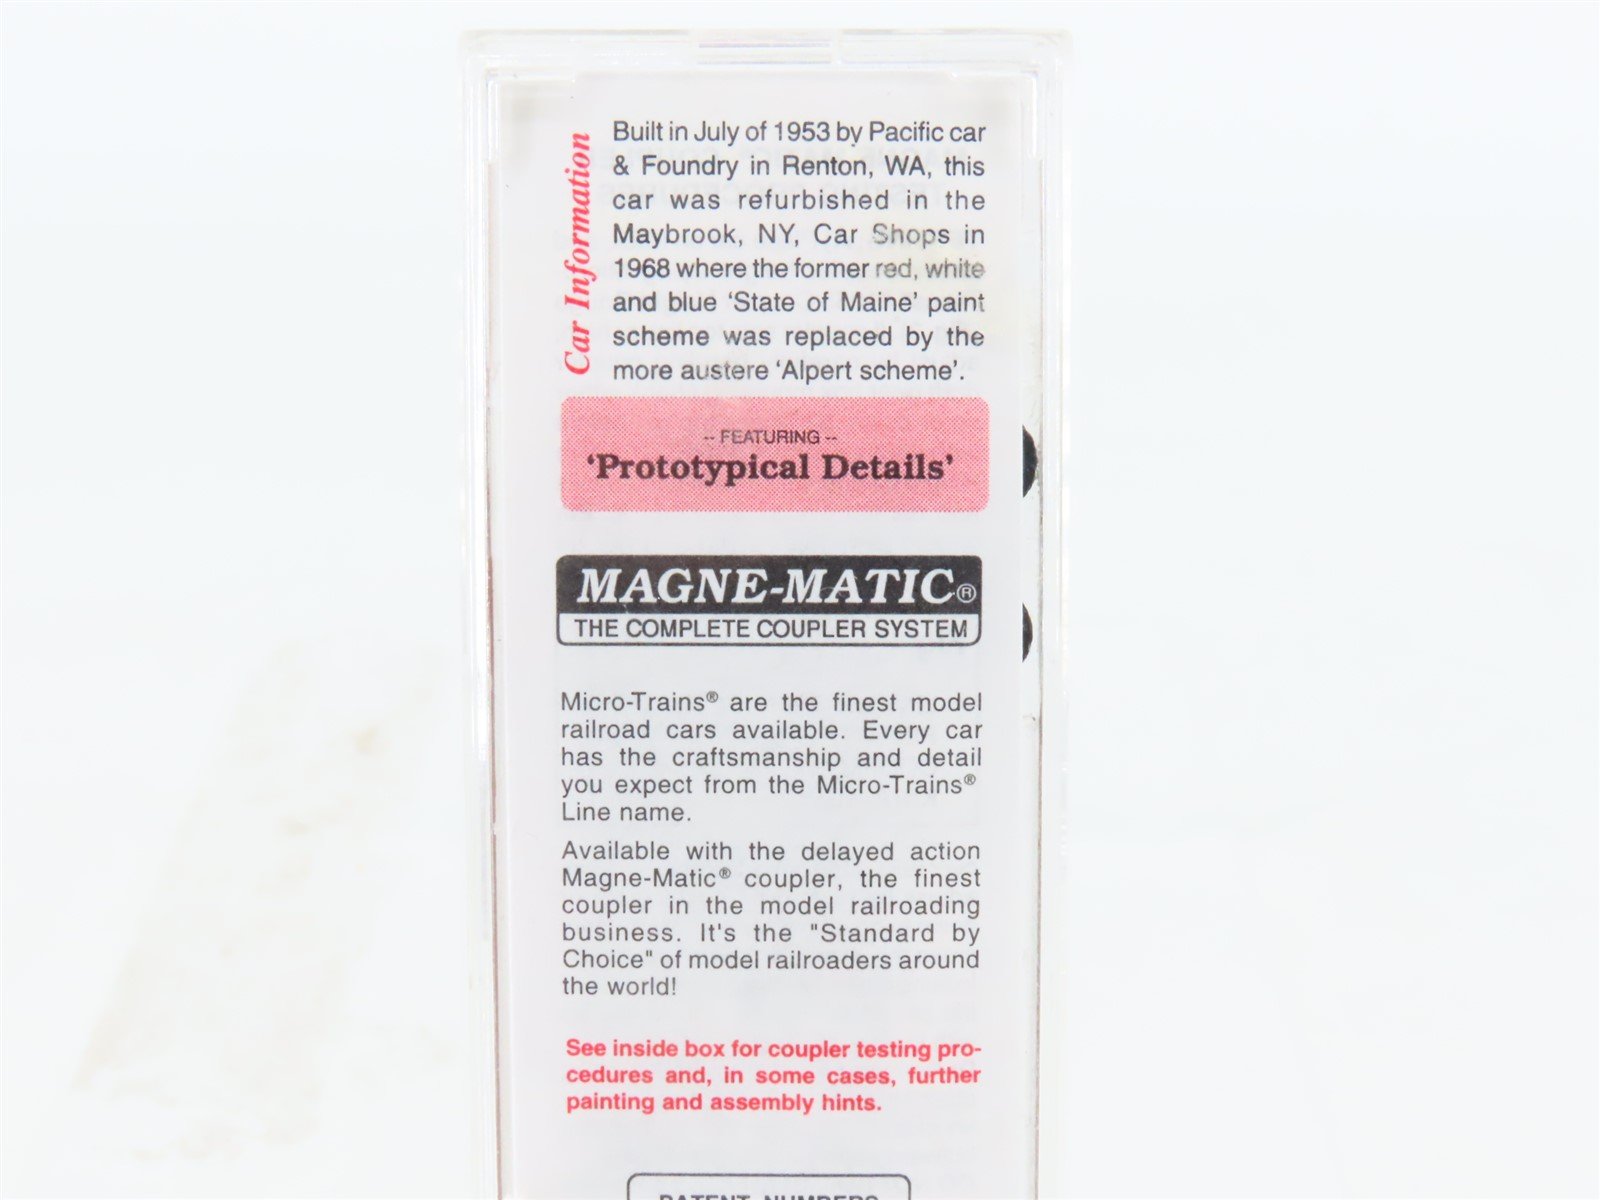 Car Information
Built in July of 1953 by Pacific car
& Foundry in Renton, WA, this
car was refurbished in the
Maybrook, NY, Car Shops in
1968 where the former red, white
and blue ‘State of Maine’ paint
scheme was replaced by the
more austere ‘Alpert scheme’.
-- FEATURING --
‘Prototypical Details’
MAGNE-MATIC®
THE COMPLETE COUPLER SYSTEM
Micro-Trains® are the finest model
railroad cars available. Every car
has the craftsmanship and detail
you expect from the Micro-Trains®
Line name.
Available with the delayed action
Magne-Matic® coupler, the finest
coupler in the model railroading
business. It's the "Standard by
Choice" of model railroaders around
the world!
See inside box for coupler testing pro-
cedures and, in some cases, further
painting and assembly hints.
PATENT NUMBERS